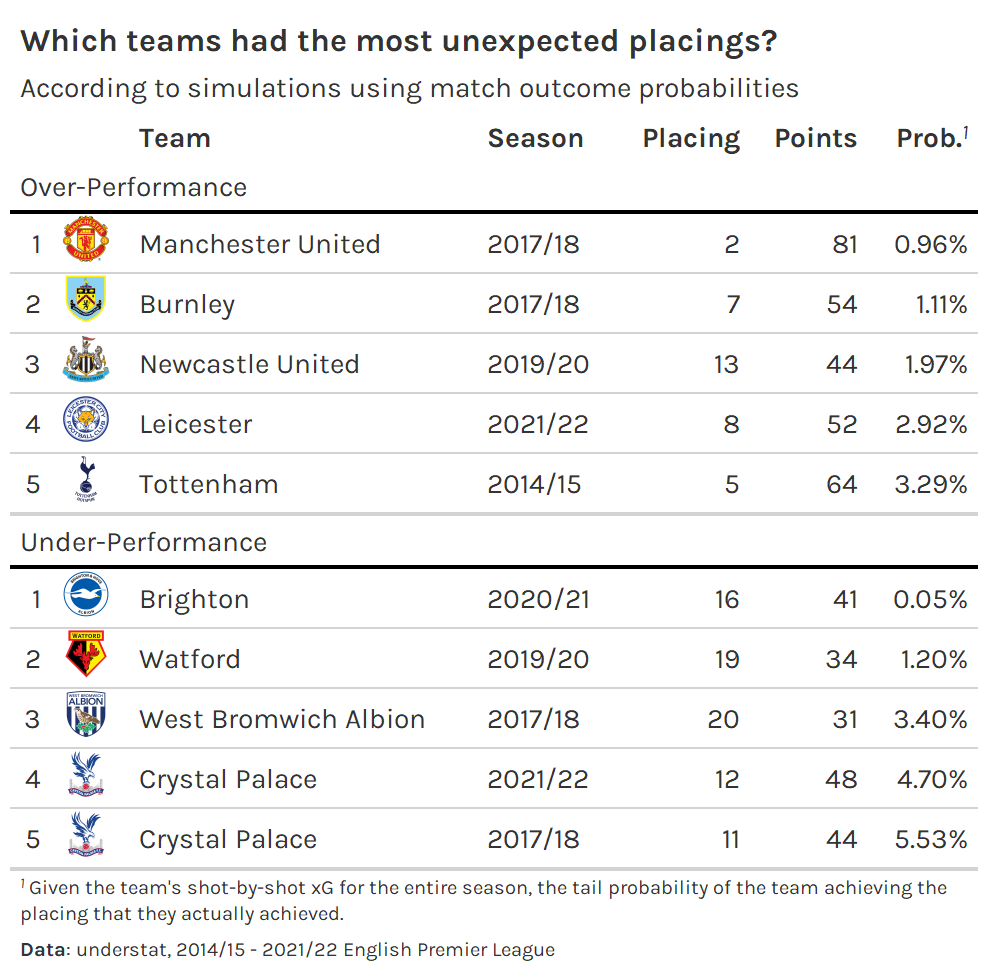 Which teams had the most unexpected placings?
According to simulations using match outcome probabilities
Team Season Placing Points Prob.1
Over-Performance
1 Manchester United 2017/18 2 81 0.96%
2 Burnley 2017/18 7 54 1.11%
3 Newcastle United 2019/20 13 44 1.97%
4 Leicester 2021/22 8 52 2.92%
5 Tottenham 2014/15 5 64 3.29%
Under-Performance
1 Brighton 2020/21 16 41 0.05%
2 WATFORD Watford 2019/20 19 34 1.20%
3 WEST BROMWICH ALBION West Bromwich Albion 2017/18 20 31 3.40%
4 Crystal Palace 2021/22 12 48 4.70%
5 Crystal Palace 2017/18 11 44 5.53%
1 Given the team's shot-by-shot xG for the entire season, the tail probability of the team achieving the
placing that they actually achieved.
Data: understat, 2014/15 - 2021/22 English Premier League